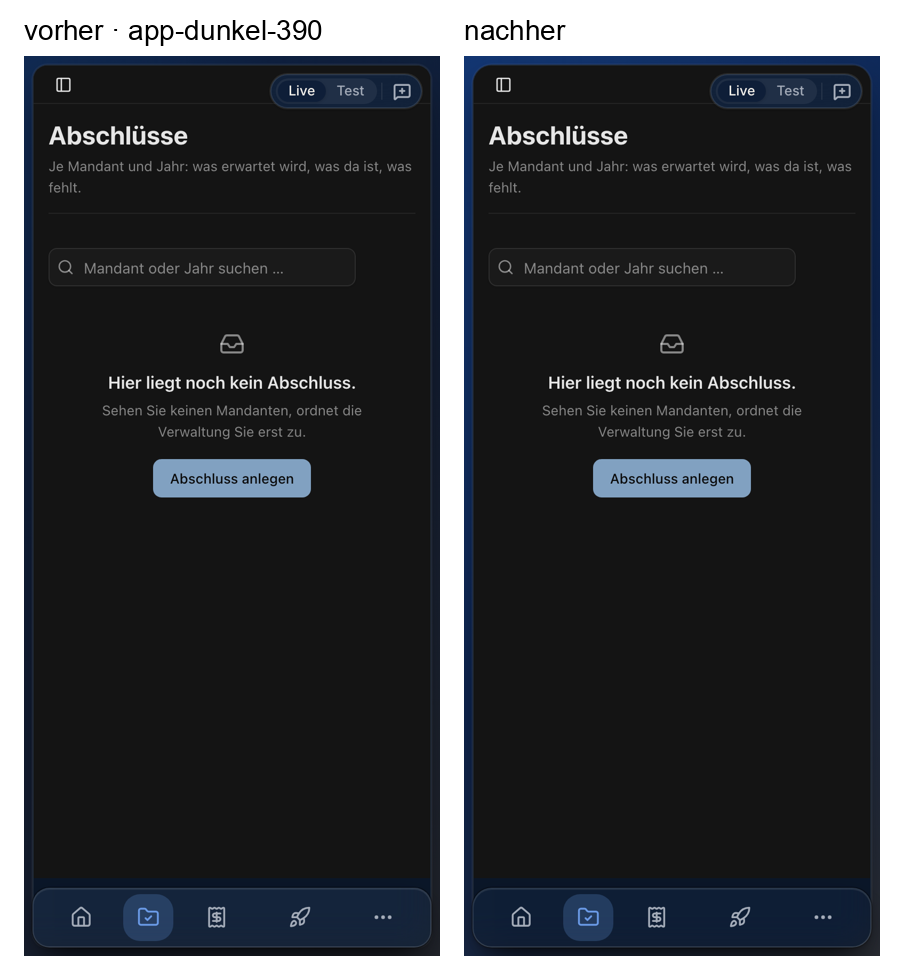 vorher · app-dunkel-390
Live Test
Abschlüsse
Je Mandant und Jahr: was erwartet wird, was da ist, was
fehlt.
Mandant oder Jahr suchen ...
Hier liegt noch kein Abschluss.
Sehen Sie keinen Mandanten, ordnet die
Verwaltung Sie erst zu.
Abschluss anlegen
nachher
Live Test
Abschlüsse
Je Mandant und Jahr: was erwartet wird, was da ist, was
fehlt.
Mandant oder Jahr suchen ...
Hier liegt noch kein Abschluss.
Sehen Sie keinen Mandanten, ordnet die
Verwaltung Sie erst zu.
Abschluss anlegen